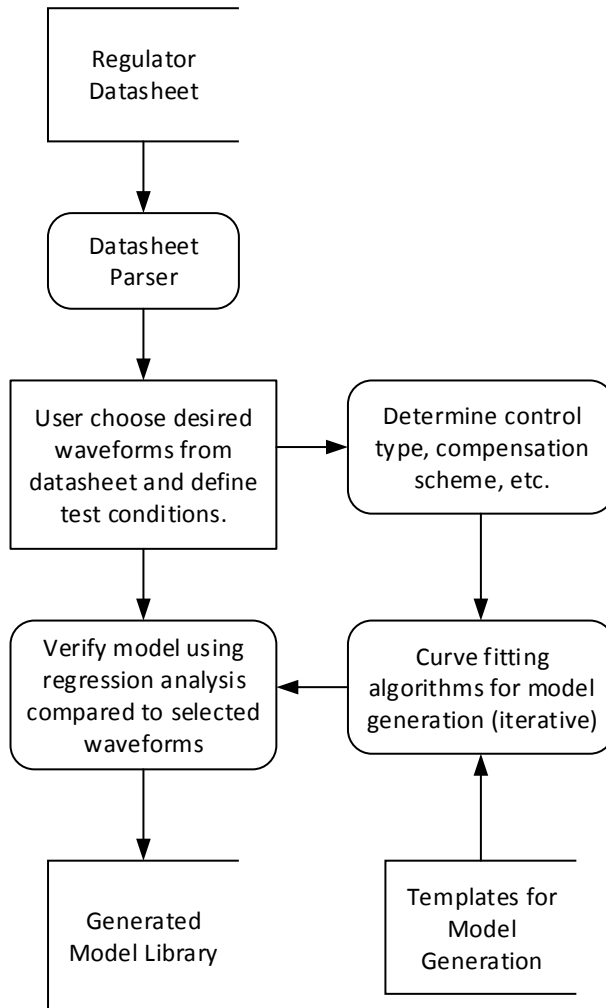 Regulator
Datasheet
Datasheet
Parser
User choose desired
waveforms from
datasheet and define
test conditions.
Determine control
type, compensation
scheme, etc.
Verify model using
regression analysis
compared to selected
waveforms
Curve fitting
algorithms for model
generation (iterative)
Generated
Model Library
Templates for
Model
Generation